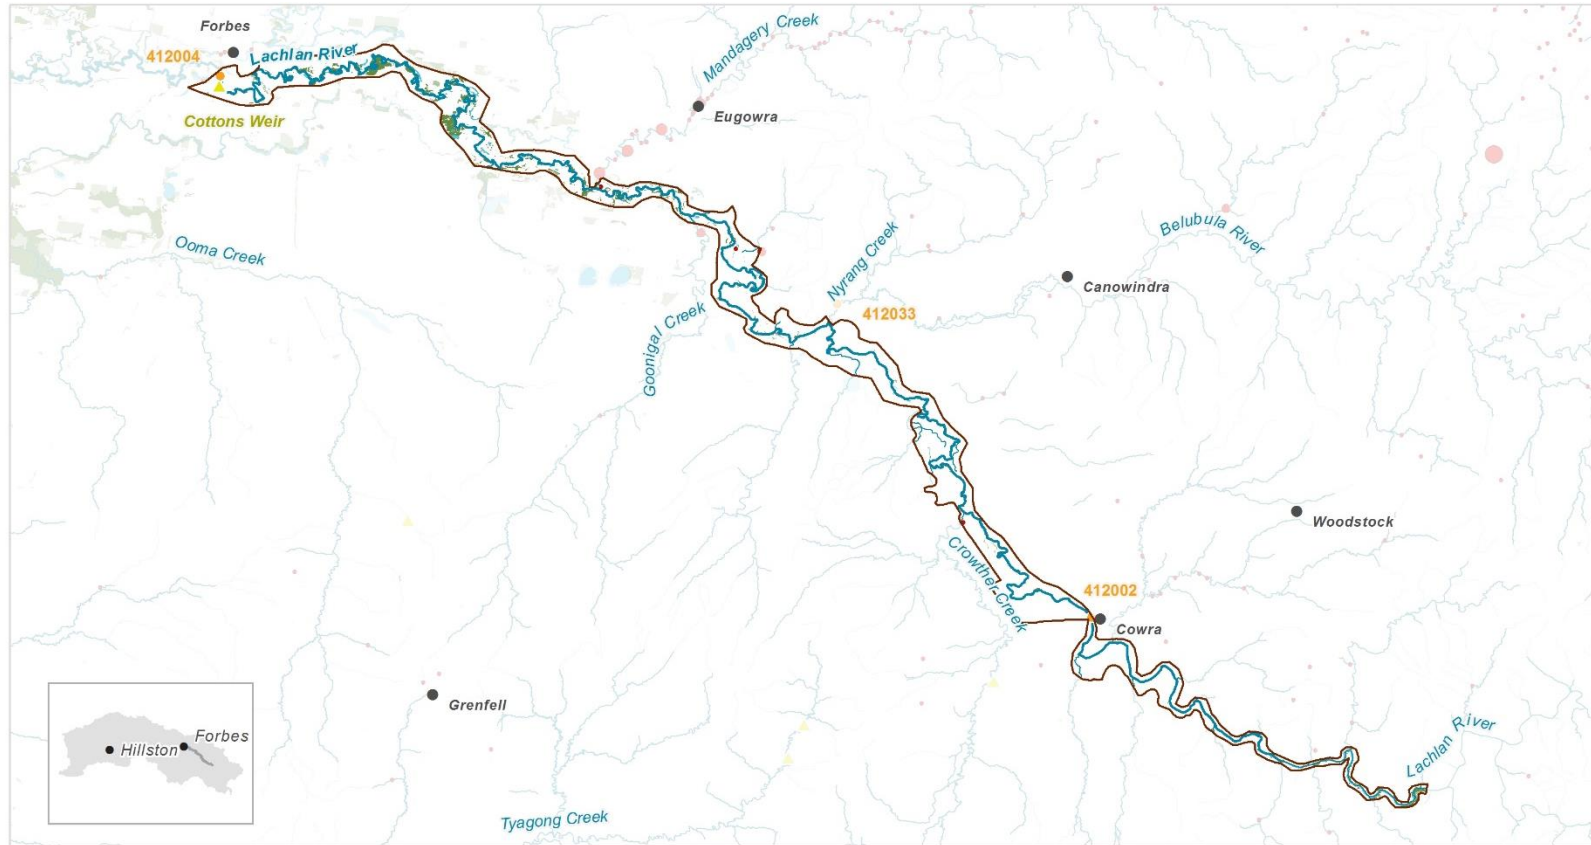 Forbes
Mandagery Creek
Lachlan River
412004
Eugowra
Cottons Weir
Belubula River
Nyrang Creek
Ooma Creek
Canowindra
Goonigal Creek
412033
Woodstock
Crowther Creek
412002
Cowra
Grenfell
Lachlan River
Forbes
Hillston
Tyagong Creek